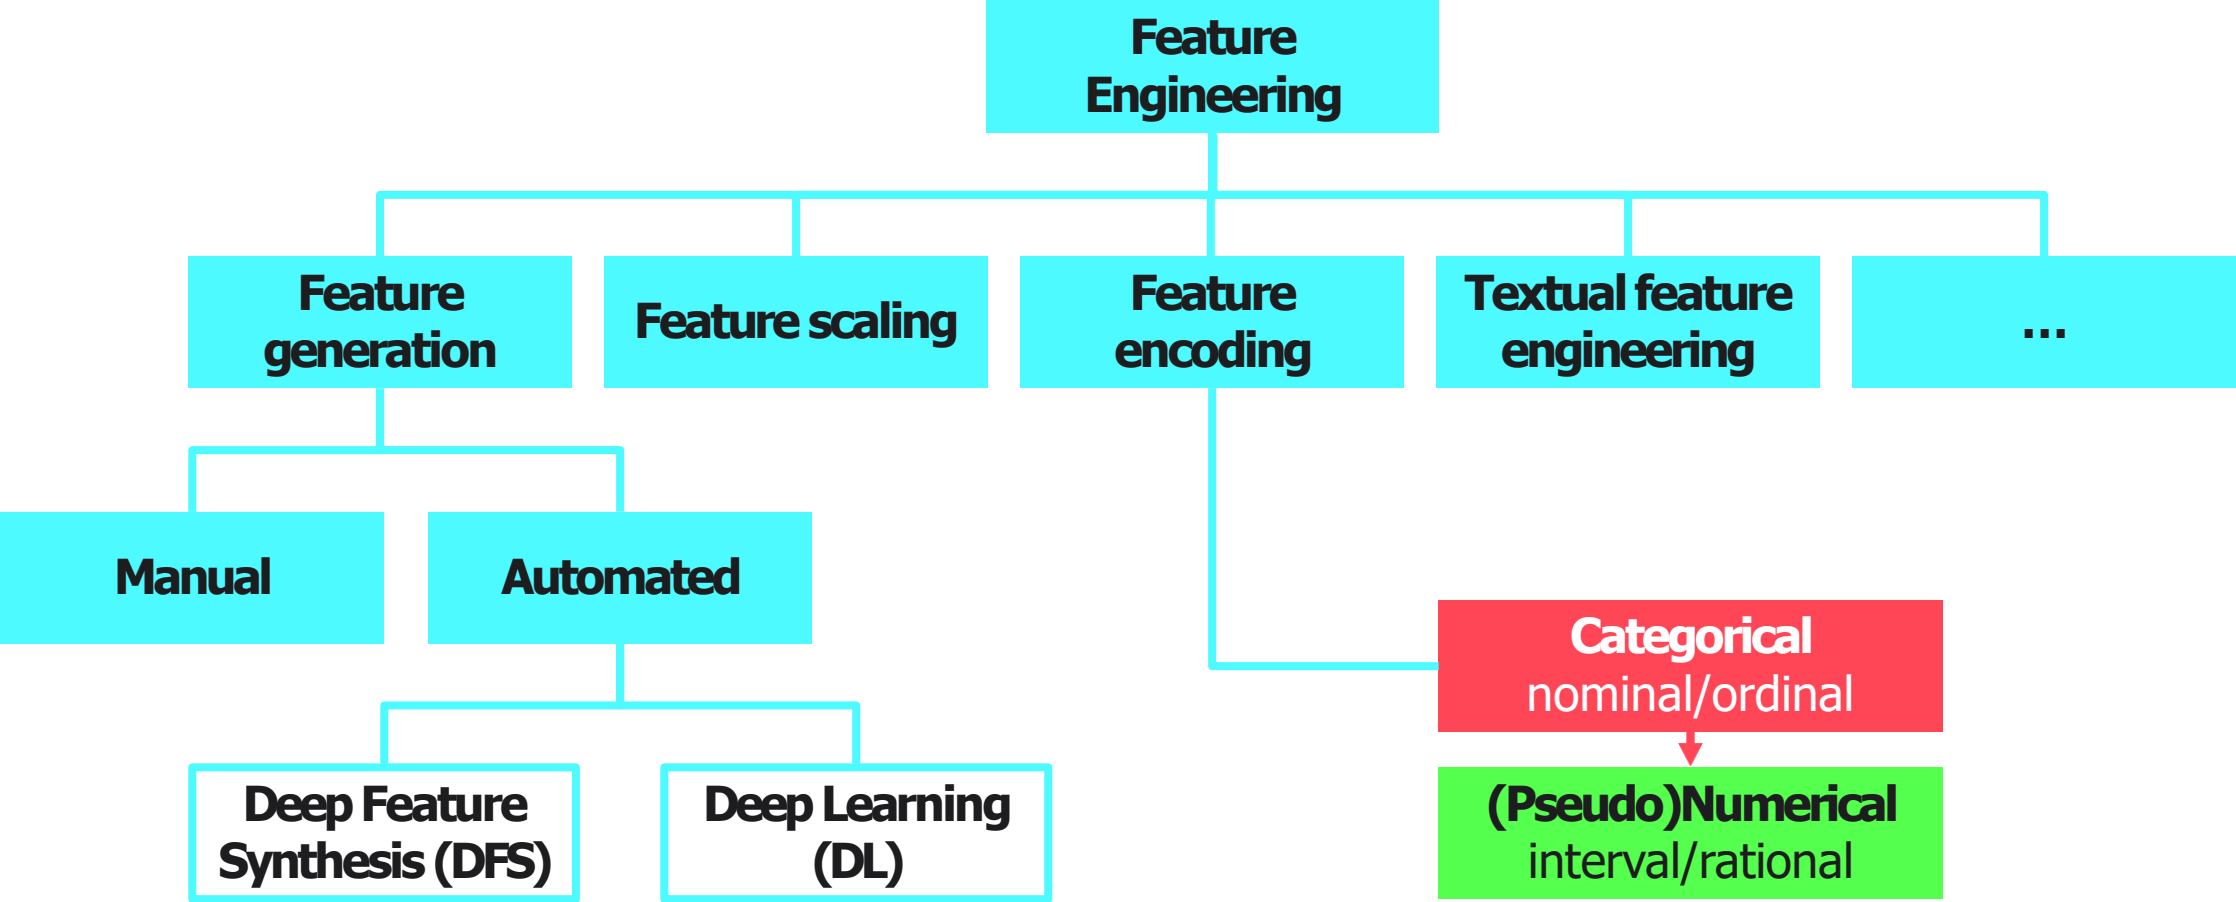 Feature
Engineering
Feature
generation
Feature scaling
Feature
encoding
Textual feature
engineering
...
Manual
Automated
Categorical
nominal/ordinal
Deep Feature
Synthesis (DFS)
Deep Learning
(DL)
(Pseudo)Numerical
interval/rational